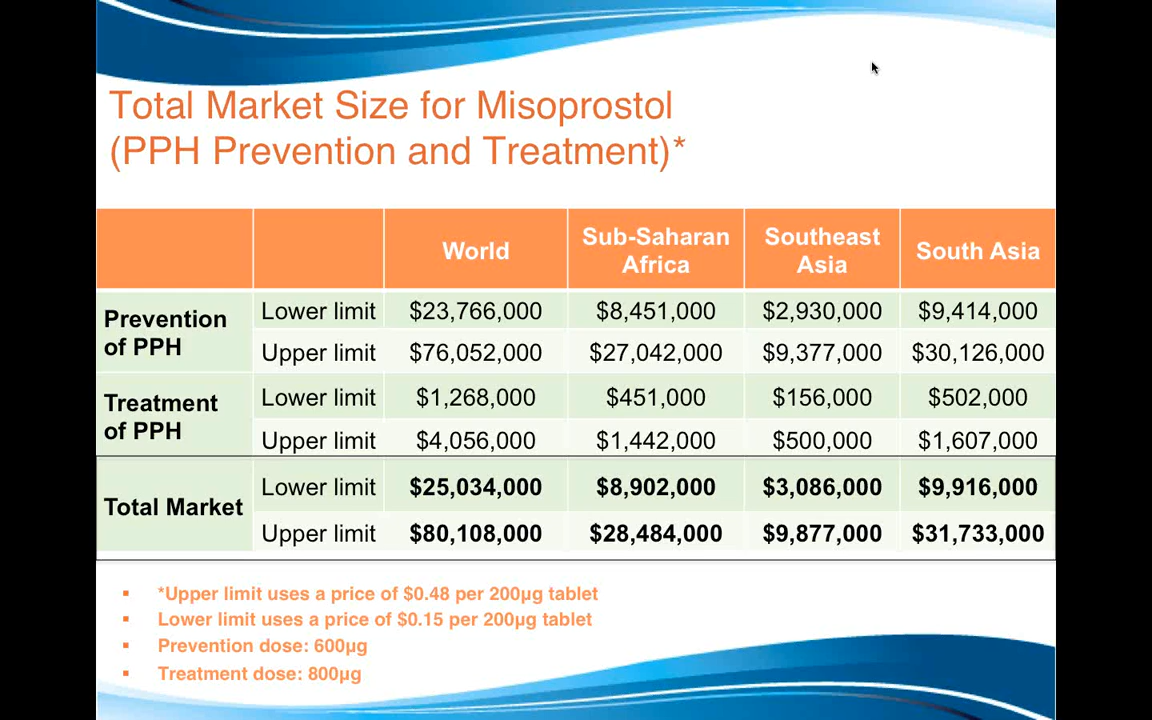 Total Market Size for Misoprostol
(PPH Prevention and Treatment)*
World
Sub-Saharan Africa
Southeast Asia
South Asia
Prevention of PPH
Lower limit $23,766,000 $8,451,000 $2,930,000 $9,414,000
Upper limit $76,052,000 $27,042,000 $9,377,000 $30,126,000
Treatment of PPH
Lower limit $1,268,000 $451,000 $156,000 $502,000
Upper limit $4,056,000 $1,442,000 $500,000 $1,607,000
Total Market
Lower limit $25,034,000 $8,902,000 $3,086,000 $9,916,000
Upper limit $80,108,000 $28,484,000 $9,877,000 $31,733,000
▪ *Upper limit uses a price of $0.48 per 200µg tablet
▪ Lower limit uses a price of $0.15 per 200µg tablet
▪ Prevention dose: 600µg
▪ Treatment dose: 800µg